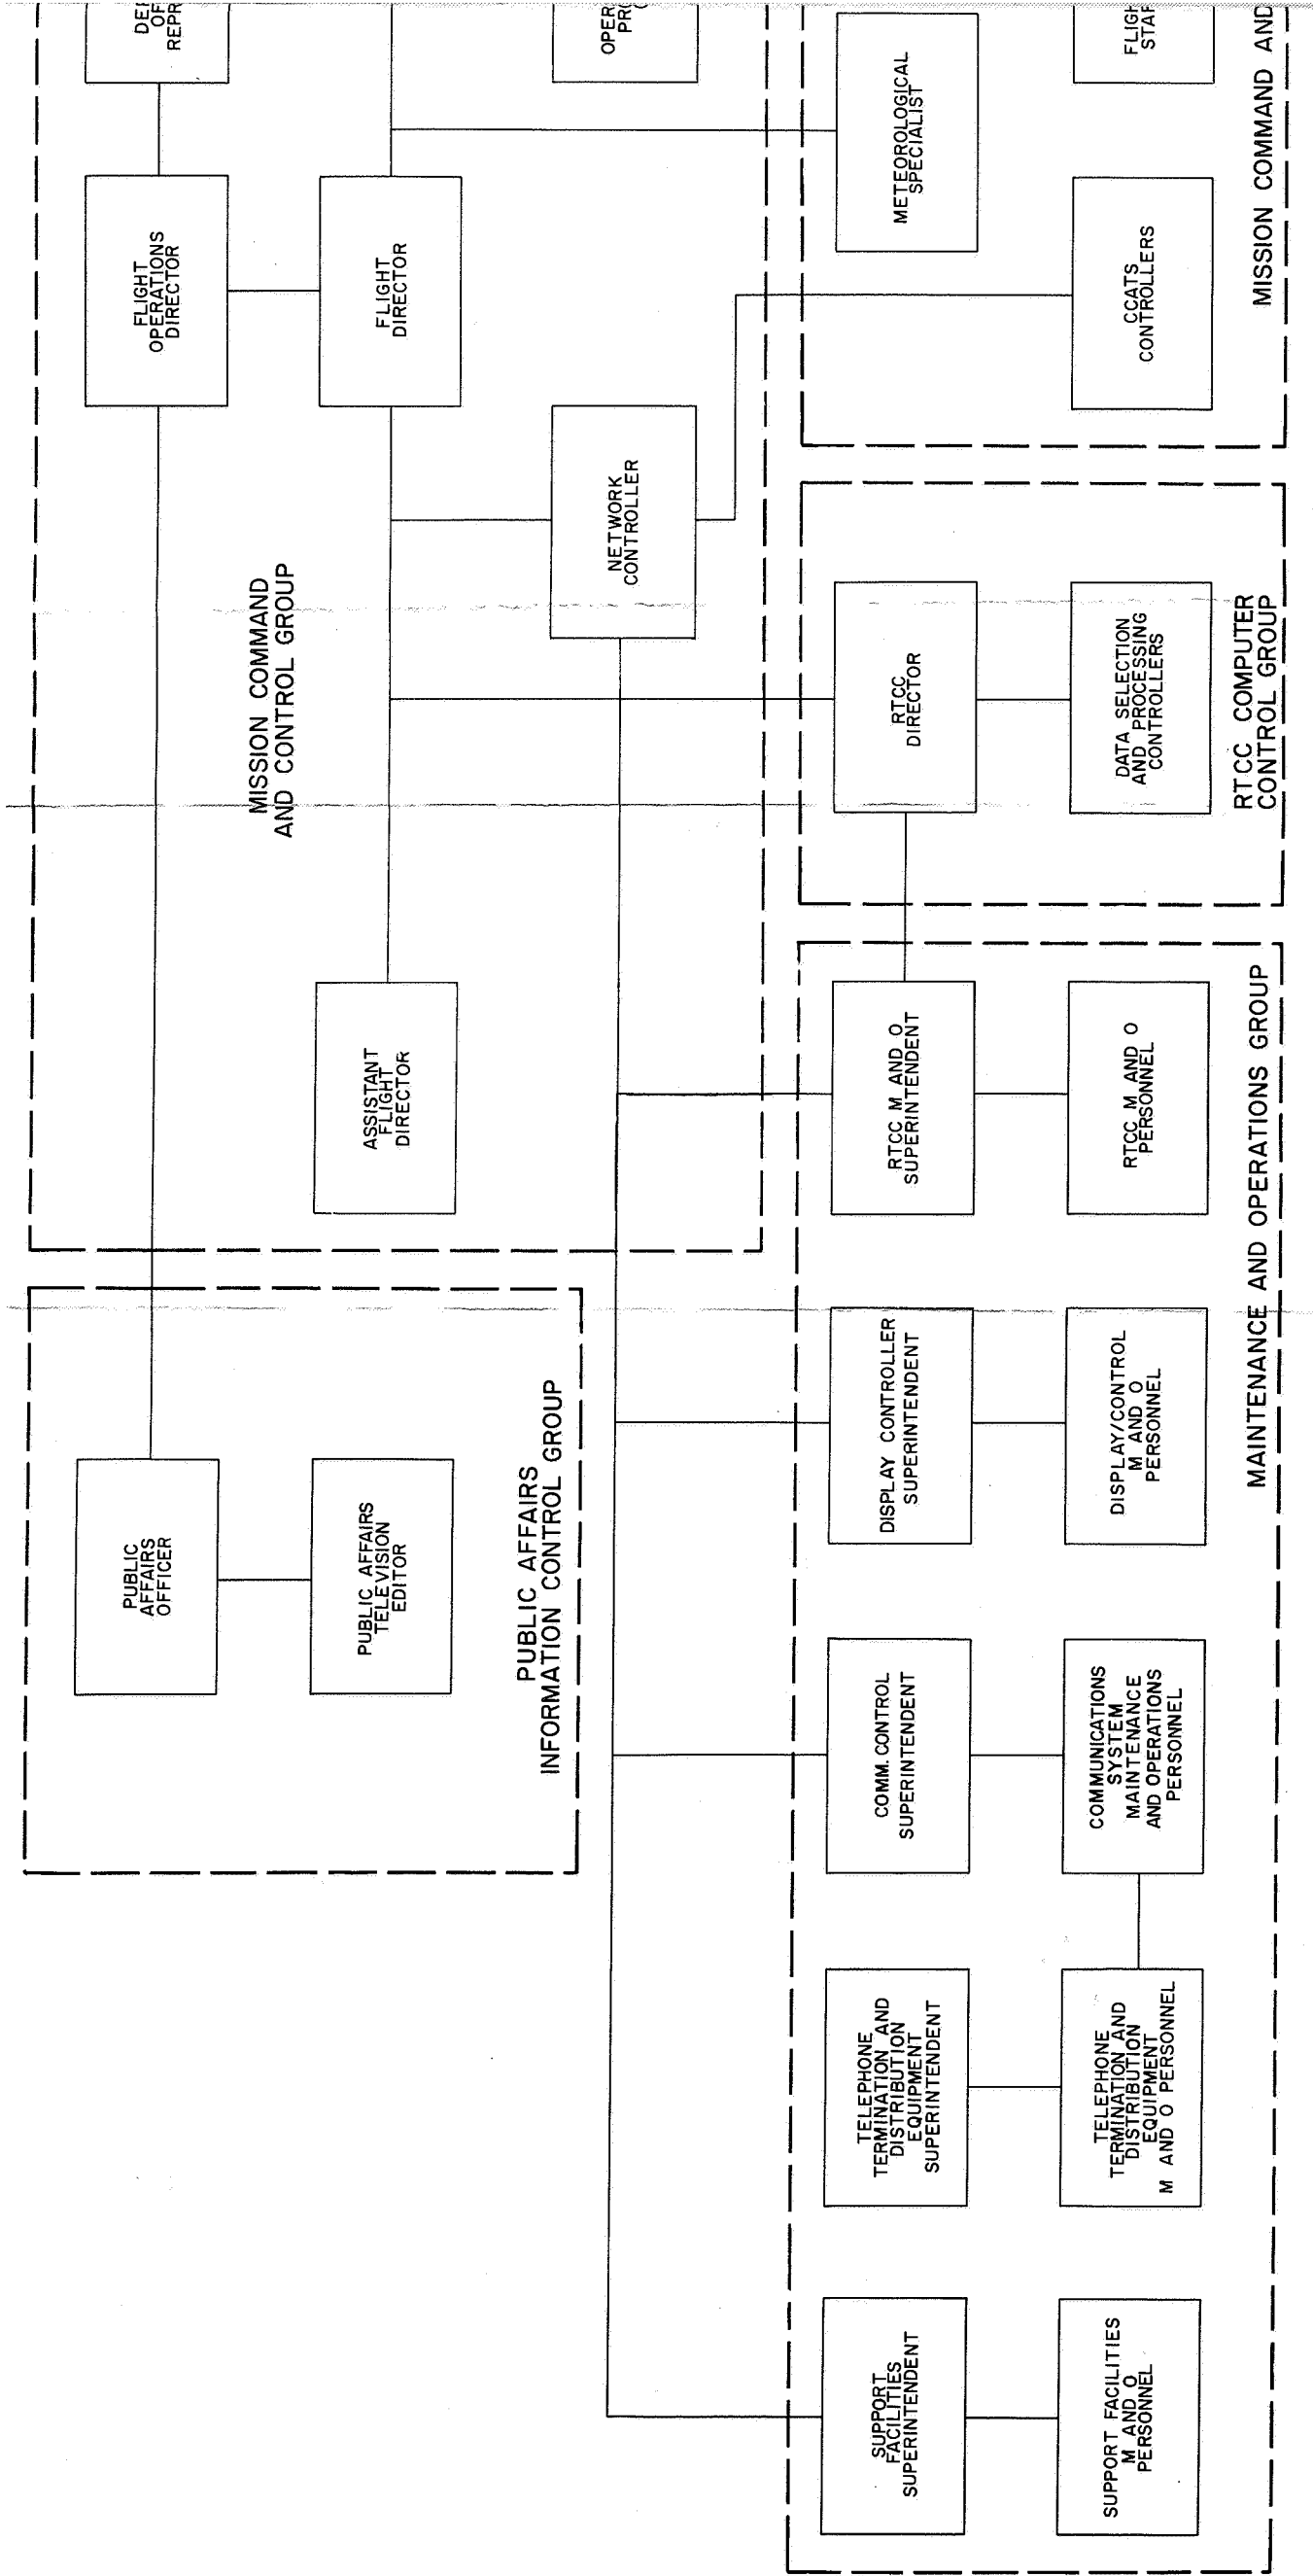 FLIGHT
OPERATIONS
DIRECTOR
FLIGHT
DIRECTOR
MISSION COMMAND
AND CONTROL GROUP
ASSISTANT
FLIGHT
DIRECTOR
NETWORK
CONTROLLER
PUBLIC
AFFAIRS
OFFICER
PUBLIC AFFAIRS
TELEVISION
EDITOR
PUBLIC AFFAIRS
INFORMATION CONTROL GROUP
SUPPORT
FACILITIES
SUPERINTENDENT
TELEPHONE
TERMINATION AND
DISTRIBUTION
EQUIPMENT
SUPERINTENDENT
COMM. CONTROL
SUPERINTENDENT
DISPLAY CONTROLLER
SUPERINTENDENT
RTCC M AND O
SUPERINTENDENT
RTCC
DIRECTOR
METEOROLOGICAL
SPECIALIST
SUPPORT FACILITIES
M AND O
PERSONNEL
TELEPHONE
TERMINATION AND
DISTRIBUTION
EQUIPMENT
M AND O PERSONNEL
COMMUNICATIONS
SYSTEM
MAINTENANCE
AND OPERATIONS
PERSONNEL
DISPLAY/CONTROL
M AND O
PERSONNEL
RTCC M AND O
PERSONNEL
DATA SELECTION
AND PROCESSING
CONTROLLERS
CCATS
CONTROLLERS
MAINTENANCE AND OPERATIONS GROUP
RTCC COMPUTER
CONTROL GROUP
MISSION COMMAND AND